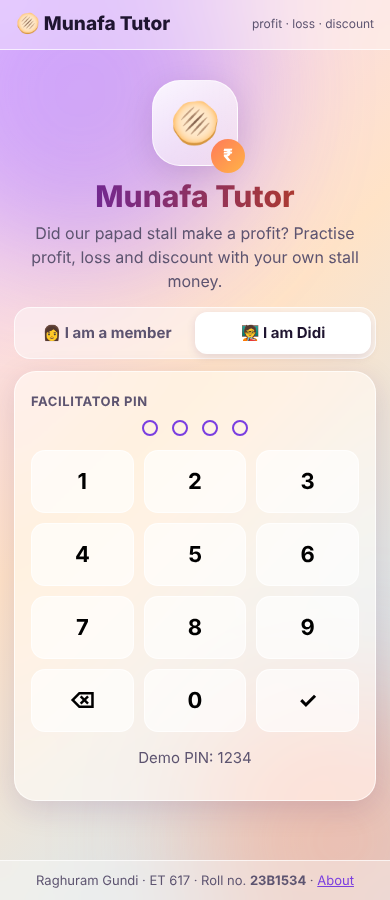 Munafa Tutor
profit · loss · discount
₹
Munafa Tutor
Did our papad stall make a profit? Practise
profit, loss and discount with your own stall
money.
I am a member
I am Didi
FACILITATOR PIN
1 2 3
4 5 6
7 8 9
0
Demo PIN: 1234
Raghuram Gundi · ET 617 · Roll no. 23B1534 · About